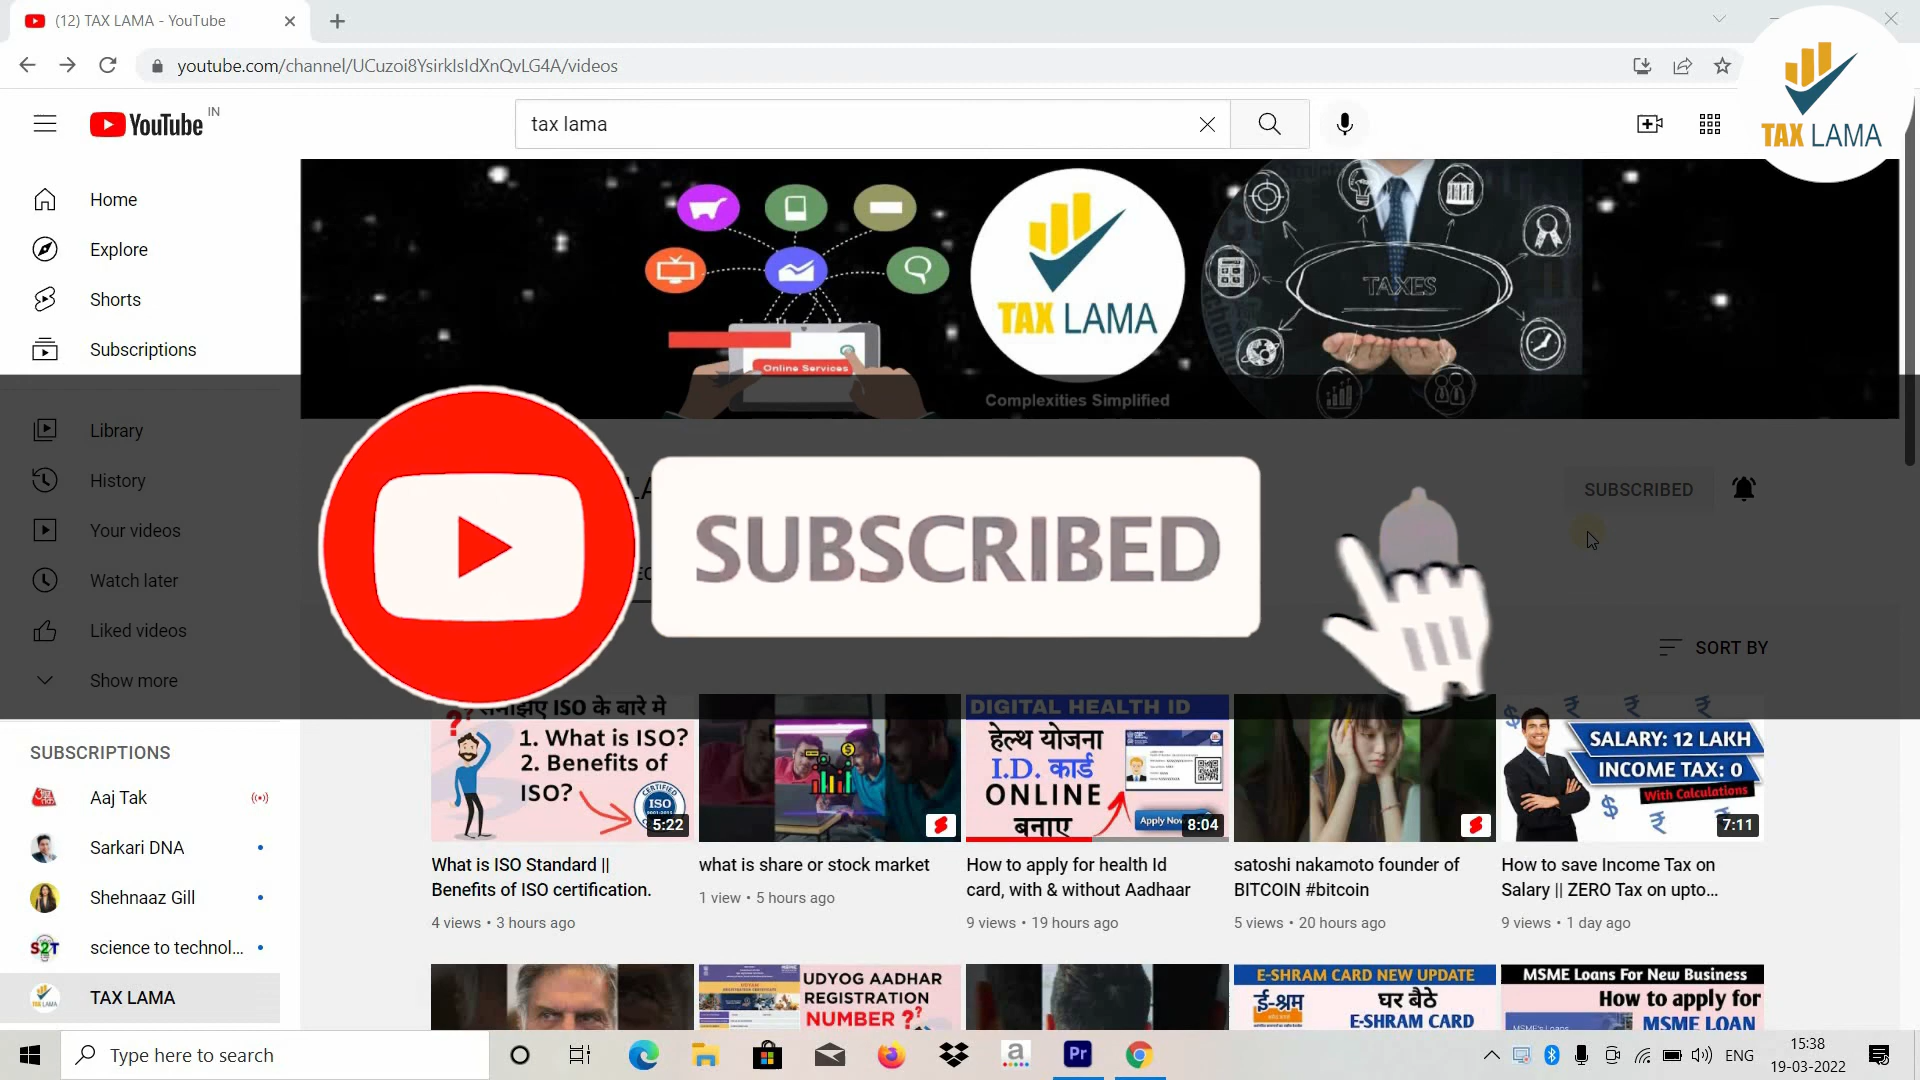 (12) TAX LAMA - YouTube
youtube.com/channel/UCuzoi8YsirkIsIdXnQvLG4A/videos
TAX LAMA
YouTube IN
tax lama
Home
Explore
Shorts
Subscriptions
Library
History
Your videos
Watch later
Liked videos
Show more
Online Services
TAX LAMA
TAXES
Complexities Simplified
SUBSCRIBED
SUBSCRIBED
SORT BY
समझिए ISO के बारे मे
1. What is ISO?
2. Benefits of
ISO?
CERTIFIED
ISO
5:22
DIGITAL HEALTH ID
हेल्थ योजना
I.D. कार्ड
ONLINE
बनाए
8:04
SALARY: 12 LAKH
INCOME TAX: 0
With Calculations
7:11
What is ISO Standard ||
Benefits of ISO certification.
4 views • 3 hours ago
what is share or stock market
1 view • 5 hours ago
How to apply for health Id
card, with & without Aadhaar
9 views • 19 hours ago
satoshi nakamoto founder of
BITCOIN #bitcoin
5 views • 20 hours ago
How to save Income Tax on
Salary || ZERO Tax on upto...
9 views • 1 day ago
SUBSCRIPTIONS
Aaj Tak
Sarkari DNA
Shehnaaz Gill
S2T
science to technol...
TAX LAMA
UDYOG AADHAR
REGISTRATION
NUMBER ??
E-SHRAM CARD NEW UPDATE
ई-श्रम
घर बैठे
E-SHRAM CARD
MSME Loans For New Business
How to apply for
MSME LOAN
Type here to search
Pr
ENG
15:38
19-03-2022